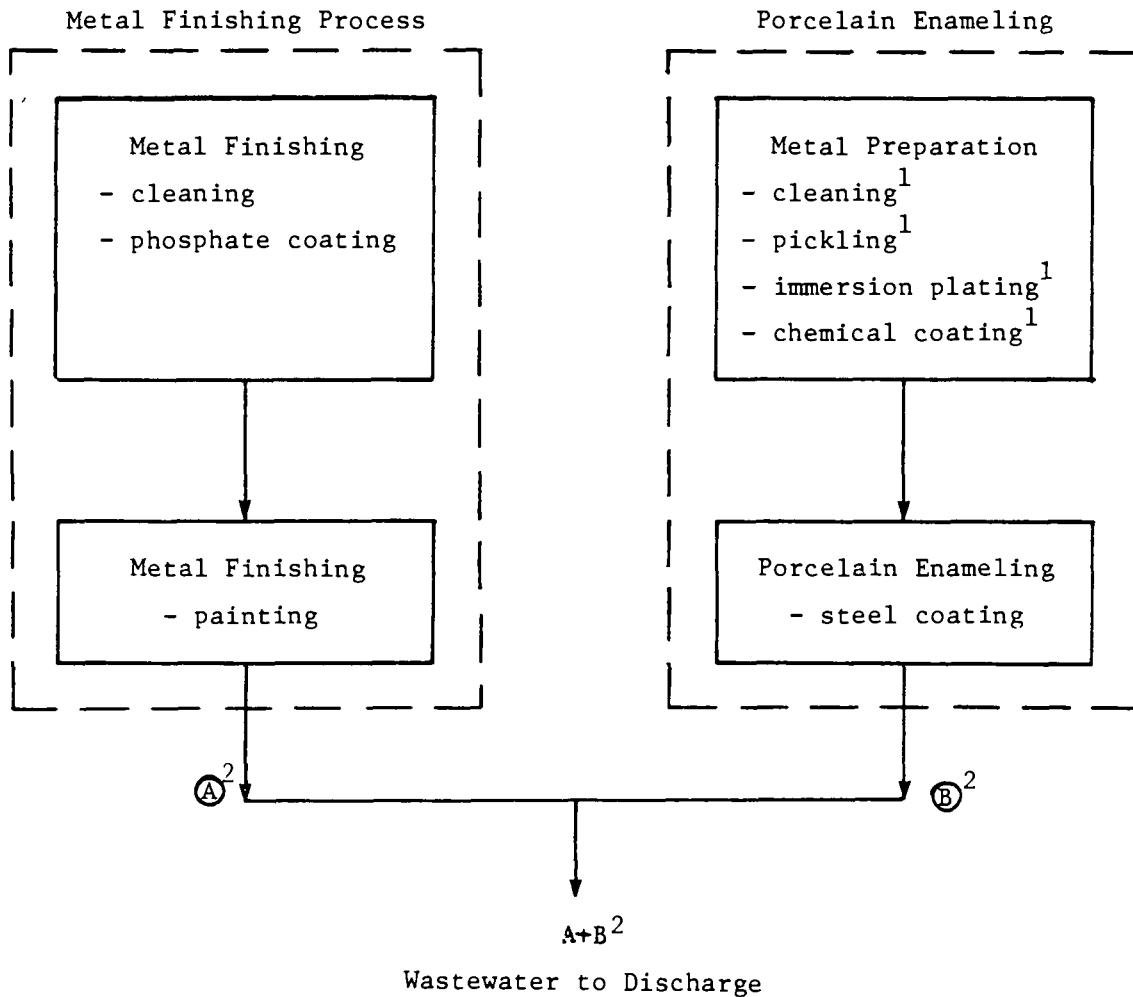 Metal Finishing Process
Metal Finishing
- cleaning
- phosphate coating
Metal Finishing
- painting
Porcelain Enameling
Metal Preparation
- cleaning1
- pickling1
- immersion plating1
- chemical coating1
Porcelain Enameling
- steel coating
A2
B2
A+B2
Wastewater to Discharge